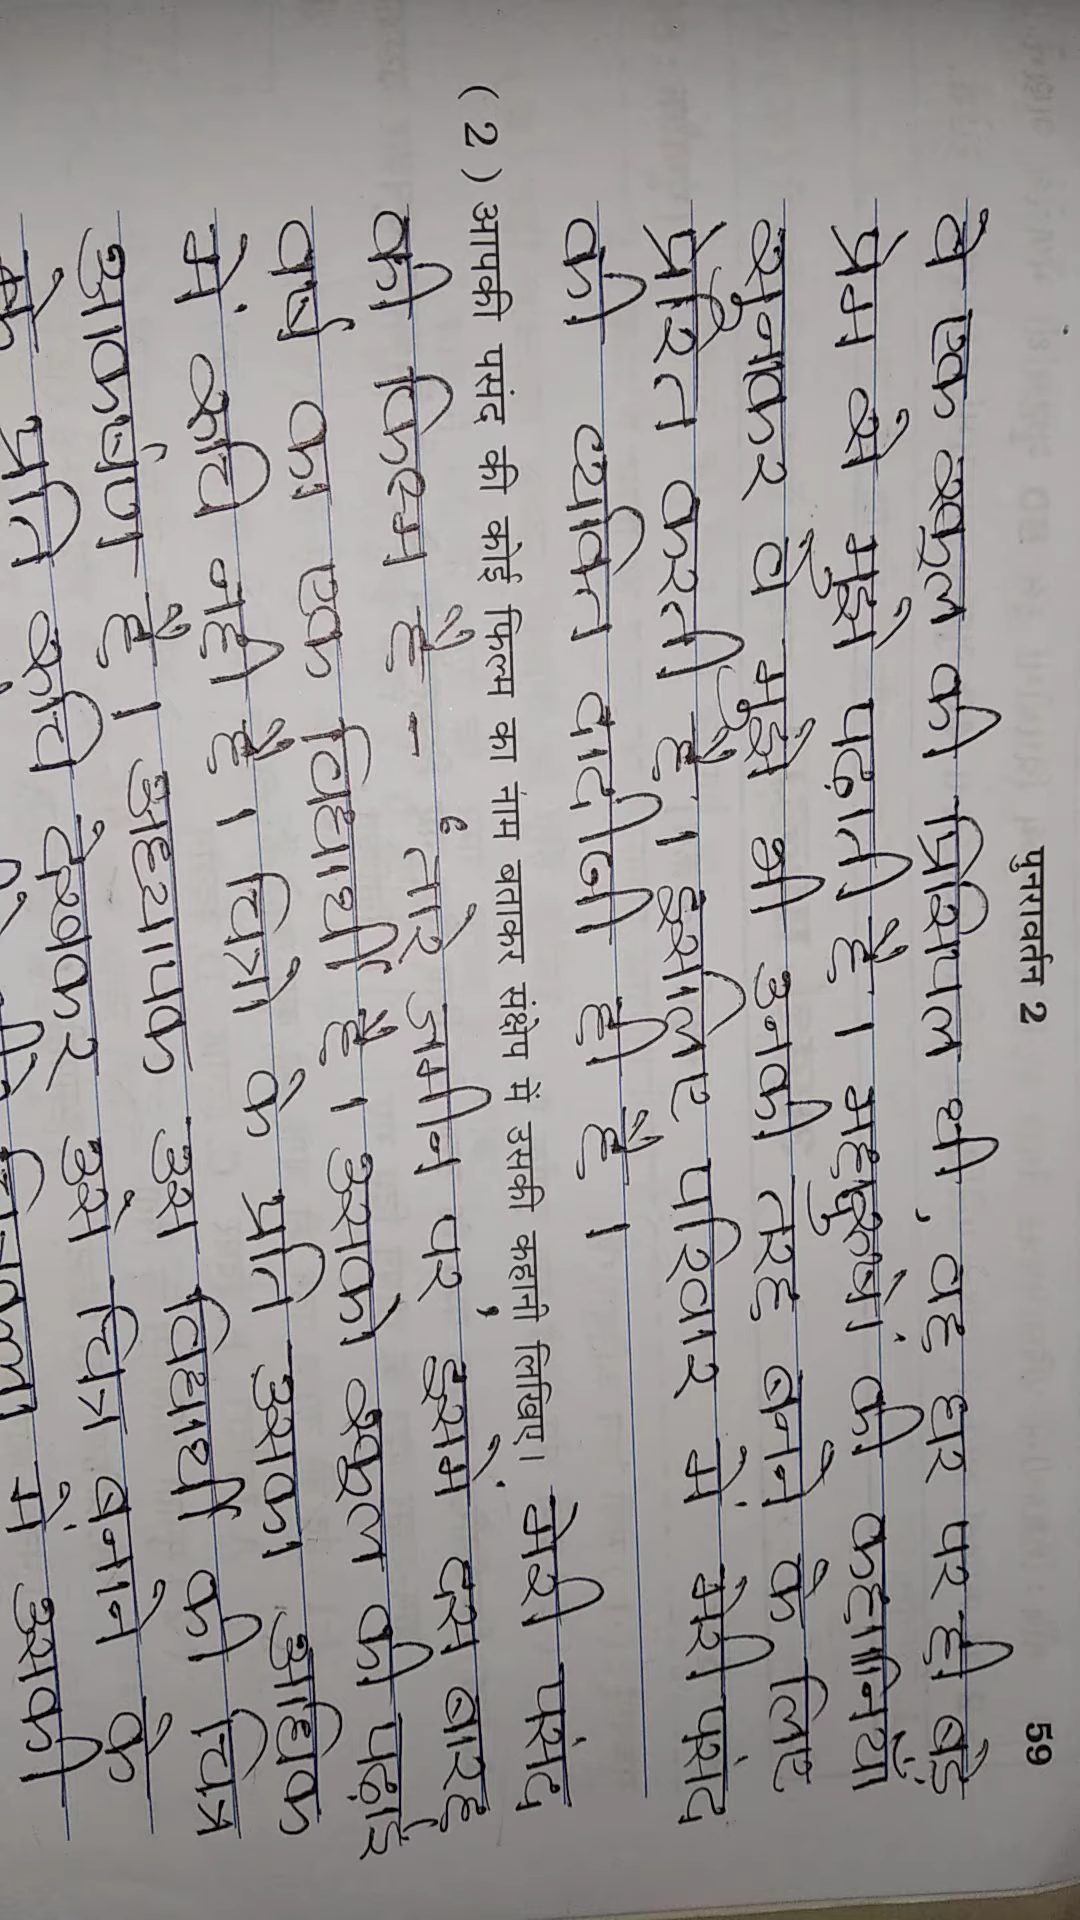 पुनरावर्तन 2 59
वे एक स्कूल की प्रिंसिपल थी, वह घर पर ही बड़े
प्रेम से मुझे पढ़ाती है। महापुरुषों की कहानियाँ
सुनाकर वे मुझे भी उनकी तरह बनने के लिए
प्रेरित करती है। इसलिए परिवार में मेरी पसंद
की व्यक्ति दादीजी ही है।
(2) आपकी पसंद की कोई फिल्म का नाम बताकर संक्षेप में उसकी कहानी लिखिए। मेरी पसंद
की फिल्म है - 'तारे जमीन पर' इसमें दस बारह
वर्ष का एक विद्यार्थी है। उसको स्कूल की पढ़ाई
में रुचि नहीं है। चित्रो के प्रति उसका अधिक
आकर्षण है। अध्यापक उस विद्यार्थी की चित्र
के प्रति रुचि देखकर उसे चित्र बनाने के